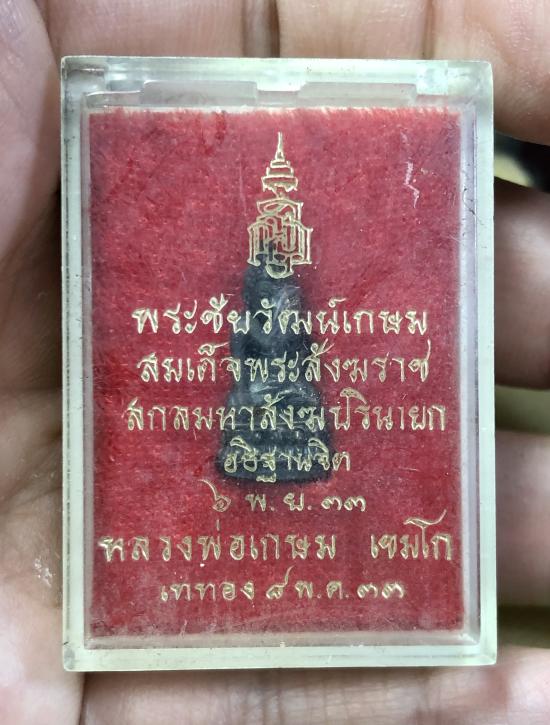 พระชัยวัฒน์เกษม
สมเด็จพระสังฆราช
สกลมหาสังฆปรินายก
อธิฐานจิต
๖ พ.ย.๓๓
หลวงพ่อเกษม เขมโก
เททอง ๘ พ.ค.๓๓